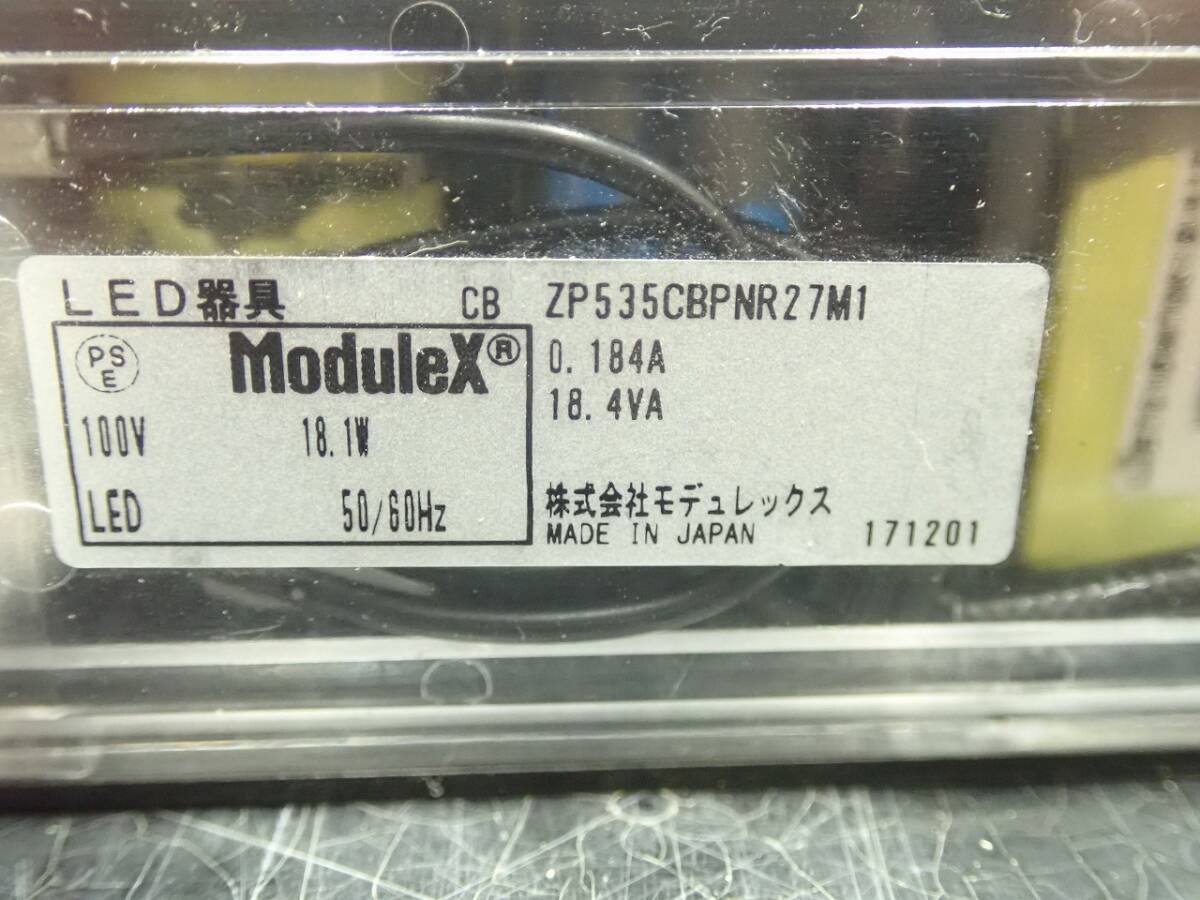 LED器具 CB ZP535CBPNR27M1
PS
E
ModuleX®
0.184A
18.4VA
100V 18.1W
LED 50/60Hz
株式会社モデュレックス
MADE IN JAPAN 171201